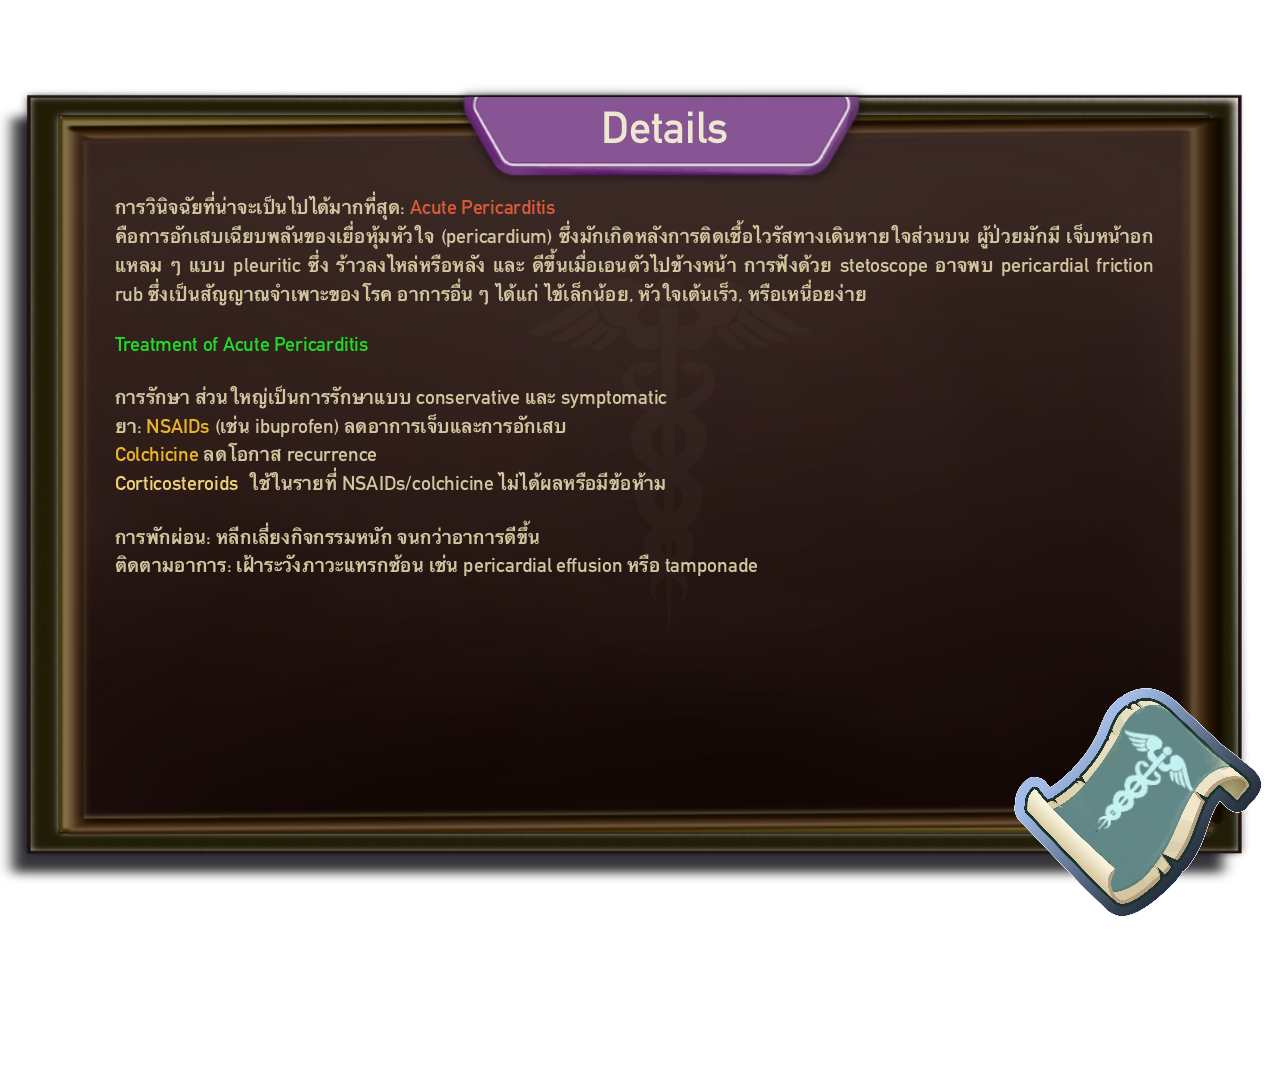 Details
การวินิจฉัยที่น่าจะเป็นไปได้มากที่สุด: Acute Pericarditis
คือการอักเสบเฉียบพลันของเยื่อหุ้มหัวใจ (pericardium) ซึ่งมักเกิดหลังการติดเชื้อไวรัสทางเดินหายใจส่วนบน ผู้ป่วยมักมี เจ็บหน้าอก
แหลม ๆ แบบ pleuritic ซึ่ง ร้าวลงไหล่หรือหลัง และ ดีขึ้นเมื่อเอนตัวไปข้างหน้า การฟังด้วย stetoscope อาจพบ pericardial friction
rub ซึ่งเป็นสัญญาณจำเพาะของโรค อาการอื่น ๆ ได้แก่ ไข้เล็กน้อย, หัวใจเต้นเร็ว, หรือเหนื่อยง่าย
Treatment of Acute Pericarditis
การรักษา ส่วนใหญ่เป็นการรักษาแบบ conservative และ symptomatic
ยา: NSAIDs (เช่น ibuprofen) ลดอาการเจ็บและการอักเสบ
Colchicine ลดโอกาส recurrence
Corticosteroids ใช้ในรายที่ NSAIDs/colchicine ไม่ได้ผลหรือมีข้อห้าม
การพักผ่อน: หลีกเลี่ยงกิจกรรมหนัก จนกว่าอาการดีขึ้น
ติดตามอาการ: เฝ้าระวังภาวะแทรกซ้อน เช่น pericardial effusion หรือ tamponade